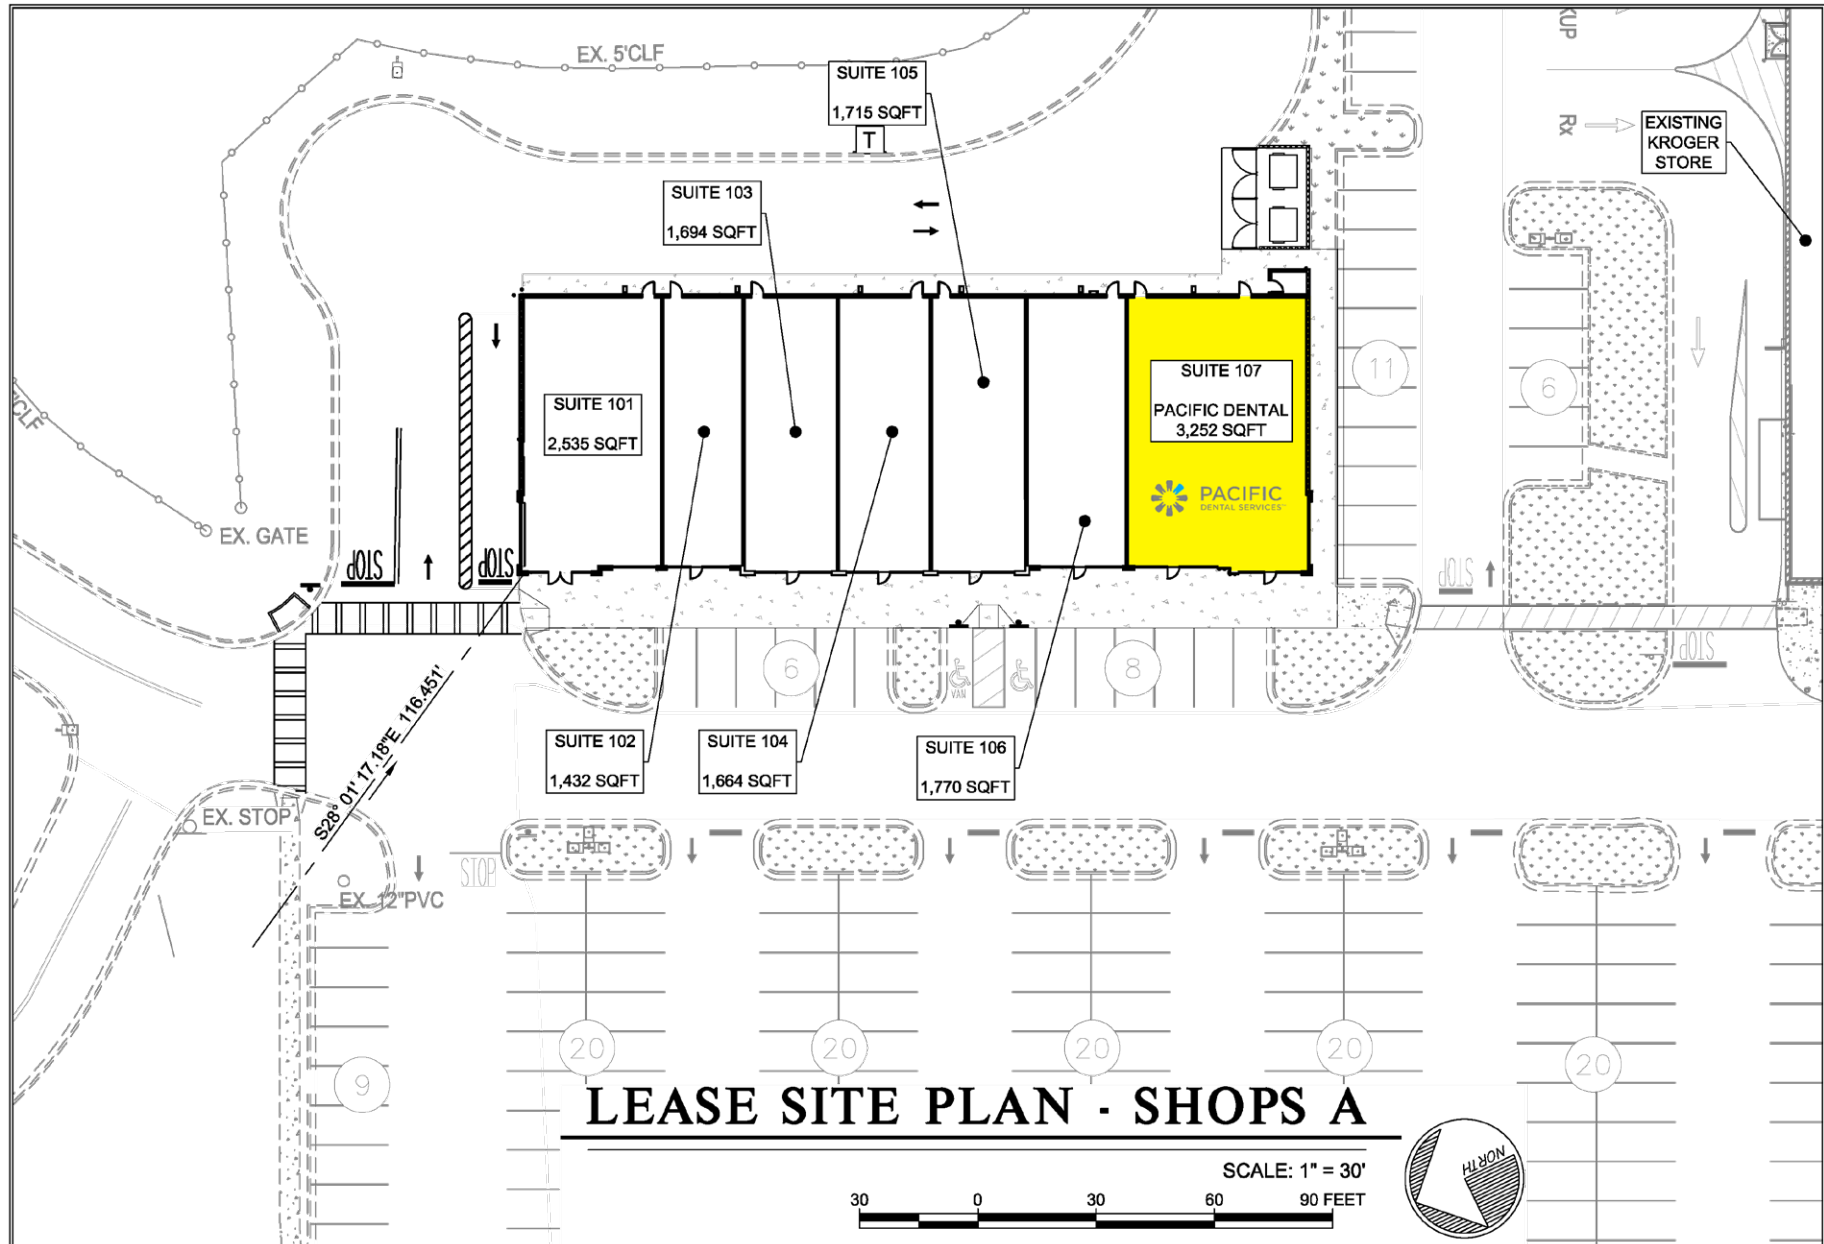 EX. 5'CLF
SUITE 105
1,715 SQFT
T
KUP
Rx
EXISTING
KROGER
STORE
SUITE 103
1,694 SQFT
SUITE 101
2,535 SQFT
SUITE 107
PACIFIC DENTAL
3,252 SQFT
PACIFIC
DENTAL SERVICES
11
6
'CLF
EX. GATE
STOP
STOP
STOP
STOP
6
VAN
8
S28° 01' 17.18"E 116.451'
SUITE 102
1,432 SQFT
SUITE 104
1,664 SQFT
SUITE 106
1,770 SQFT
EX. STOP
STOP
EX. 12"PVC
9
20
20
20
20
20
LEASE SITE PLAN - SHOPS A
SCALE: 1" = 30'
30 0 30 60 90 FEET
NORTH